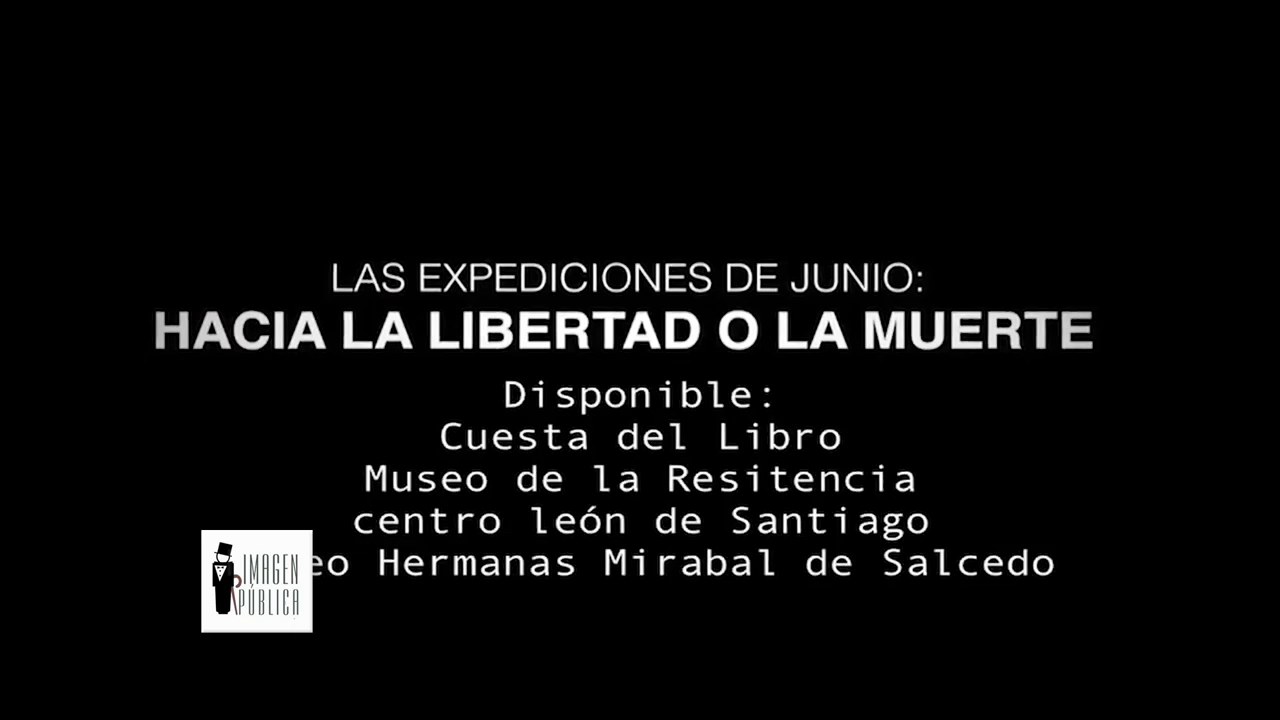 LAS EXPEDICIONES DE JUNIO:
HACIA LA LIBERTAD O LA MUERTE
Disponible:
Cuesta del Libro
Museo de la Resitencia
centro león de Santiago
Hermanas Mirabal de Salcedo
IMAGEN
PÚBLICA